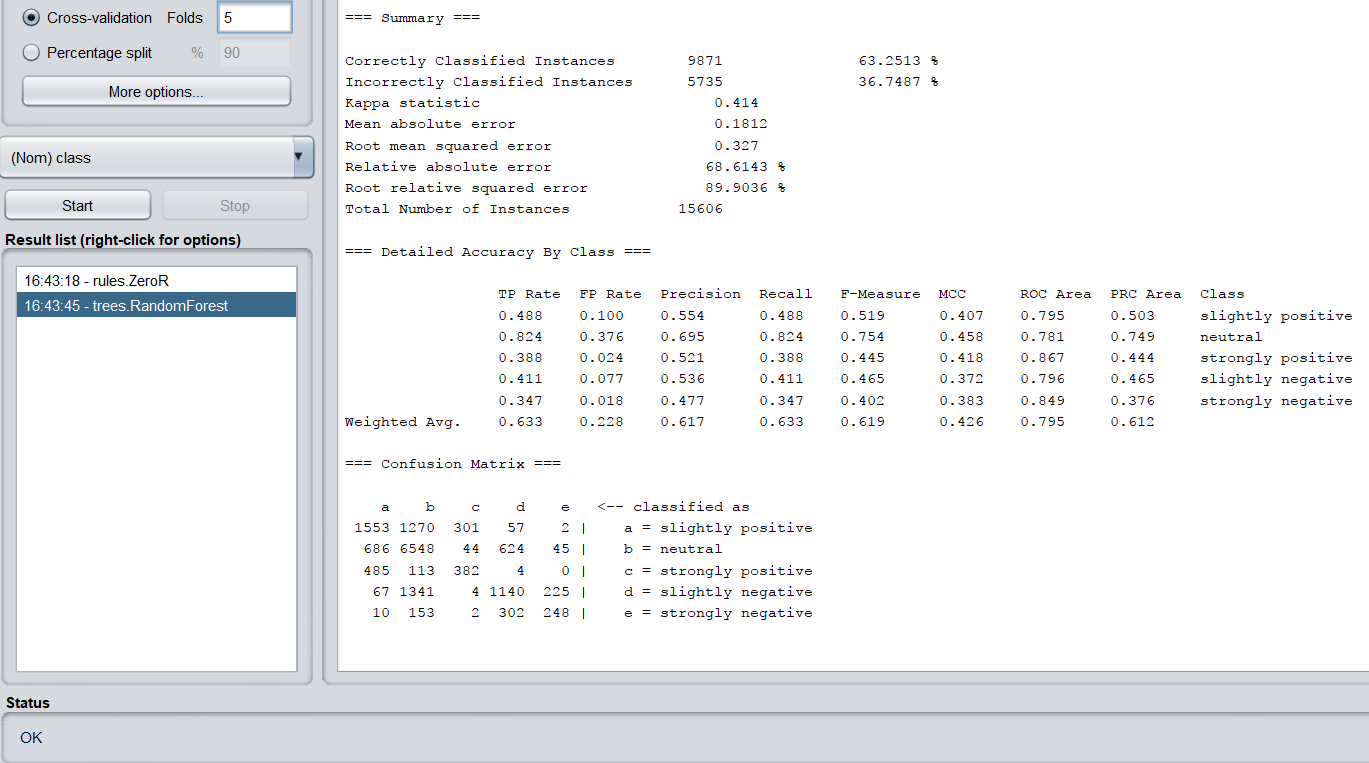 Cross-validation Folds 5
Percentage split % 90
More options...
(Nom) class
Start Stop
Result list (right-click for options)
16:43:18 - rules.ZeroR
16:43:45 - trees.RandomForest
=== Summary ===
Correctly Classified Instances 9871 63.2513 %
Incorrectly Classified Instances 5735 36.7487 %
Kappa statistic 0.414
Mean absolute error 0.1812
Root mean squared error 0.327
Relative absolute error 68.6143 %
Root relative squared error 89.9036 %
Total Number of Instances 15606
=== Detailed Accuracy By Class ===
TP Rate FP Rate Precision Recall F-Measure MCC ROC Area PRC Area Class
0.488 0.100 0.554 0.488 0.519 0.407 0.795 0.503 slightly positive
0.824 0.376 0.695 0.824 0.754 0.458 0.781 0.749 neutral
0.388 0.024 0.521 0.388 0.445 0.418 0.867 0.444 strongly positive
0.411 0.077 0.536 0.411 0.465 0.372 0.796 0.465 slightly negative
0.347 0.018 0.477 0.347 0.402 0.383 0.849 0.376 strongly negative
Weighted Avg. 0.633 0.228 0.617 0.633 0.619 0.426 0.795 0.612
=== Confusion Matrix ===
a b c d e <-- classified as
1553 1270 301 57 2 | a = slightly positive
686 6548 44 624 45 | b = neutral
485 113 382 4 0 | c = strongly positive
67 1341 4 1140 225 | d = slightly negative
10 153 2 302 248 | e = strongly negative
Status
OK